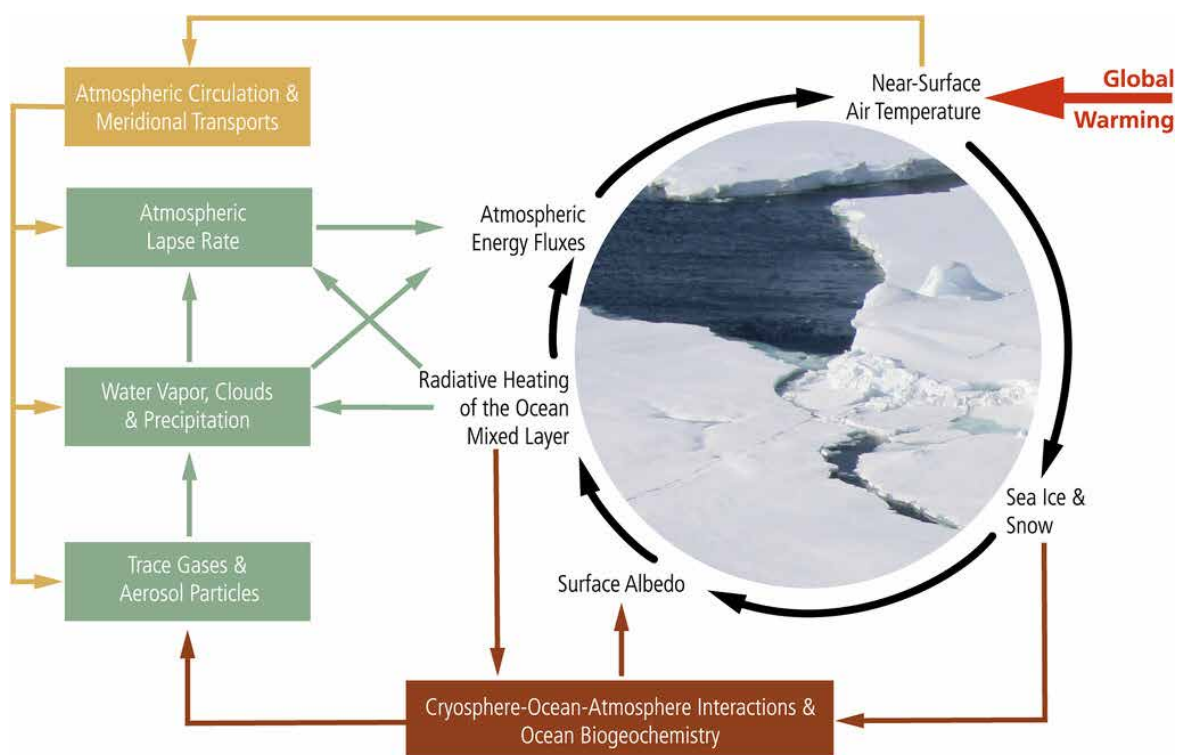 Atmospheric Circulation &
Meridional Transports
Near-Surface
Air Temperature
Global
Warming
Atmospheric
Lapse Rate
Atmospheric
Energy Fluxes
Water Vapor, Clouds
& Precipitation
Radiative Heating
of the Ocean
Mixed Layer
Sea Ice &
Snow
Trace Gases &
Aerosol Particles
Surface Albedo
Cryosphere-Ocean-Atmosphere Interactions &
Ocean Biogeochemistry